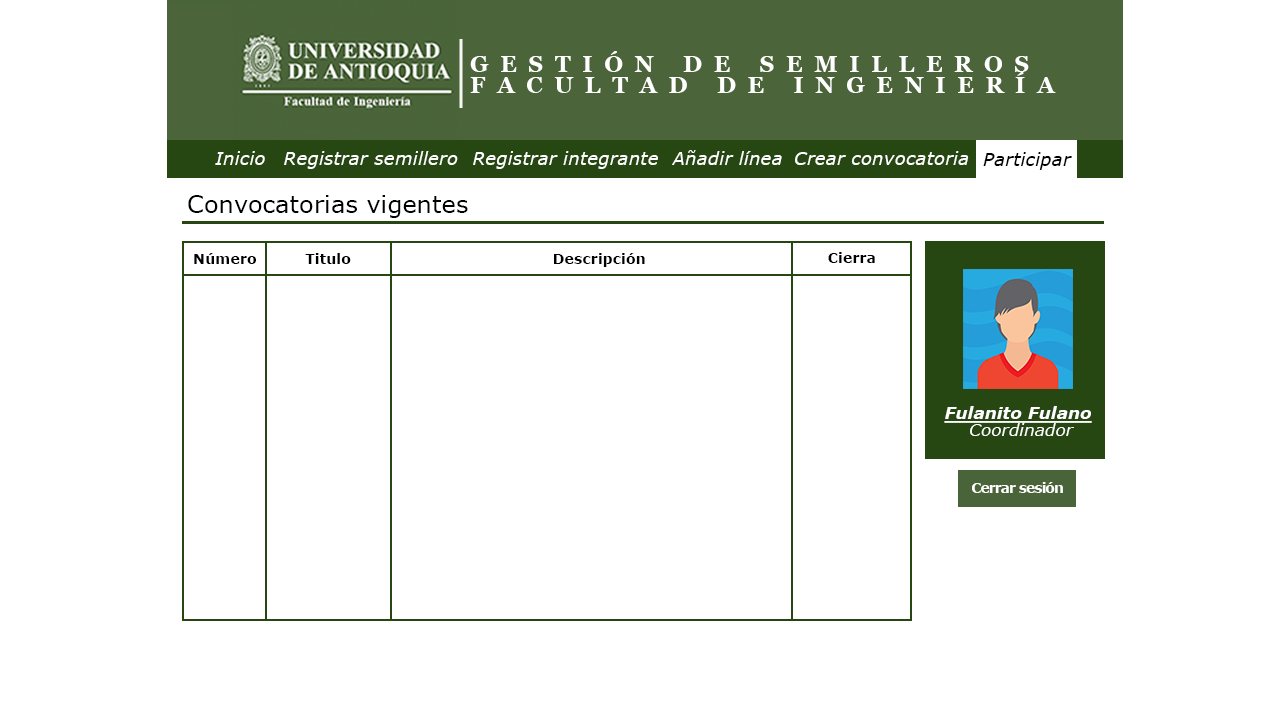 UNIVERSIDAD
DE ANTIOQUIA
Facultad de Ingeniería
GESTIÓN DE SEMILLEROS
FACULTAD DE INGENIERÍA
Inicio Registrar semillero Registrar integrante Añadir línea Crear convocatoria Participar
Convocatorias vigentes
Número Titulo Descripción Cierra
Fulanito Fulano
Coordinador
Cerrar sesión